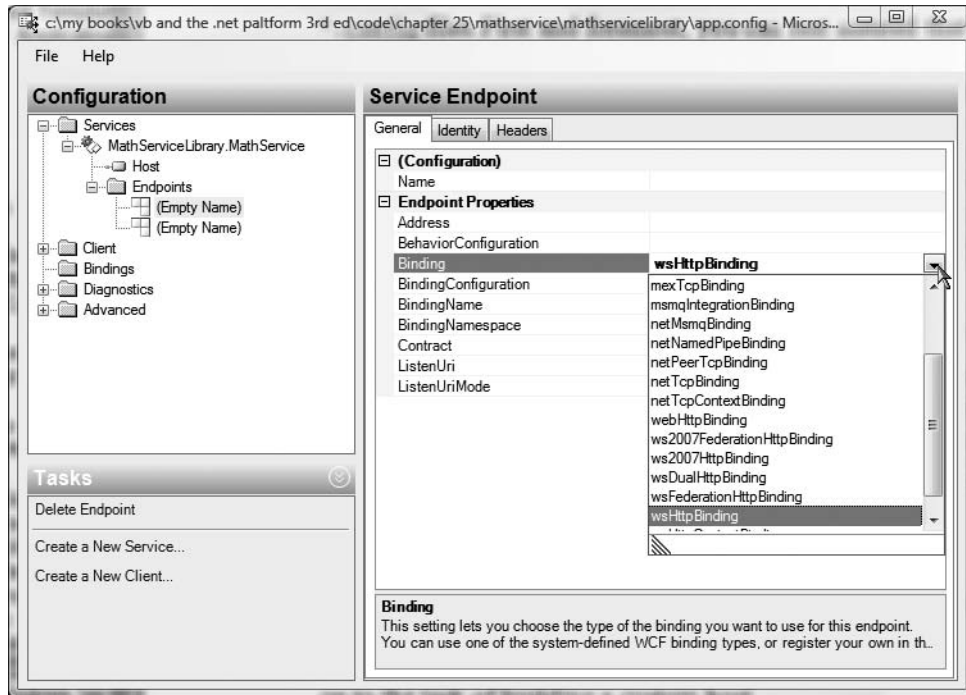 c:\my books\vb and the .net paltform 3rd ed\code\chapter 25\mathservice\mathservicelibrary\app.config - Micros...
File Help
Configuration
Services
MathServiceLibrary.MathService
Host
Endpoints
(Empty Name)
(Empty Name)
Client
Bindings
Diagnostics
Advanced
Tasks
Delete Endpoint
Create a New Service...
Create a New Client...
Service Endpoint
General Identity Headers
(Configuration)
Name
Endpoint Properties
Address
BehaviorConfiguration
Binding wsHttpBinding
BindingConfiguration
BindingName
BindingNamespace
Contract
ListenUri
ListenUriMode
mexTcpBinding
msmqIntegrationBinding
netMsmqBinding
netNamedPipeBinding
netPeerTcpBinding
netTcpBinding
netTcpContextBinding
webHttpBinding
ws2007FederationHttpBinding
ws2007HttpBinding
wsDualHttpBinding
wsFederationHttpBinding
wsHttpBinding
Binding
This setting lets you choose the type of the binding you want to use for this endpoint.
You can use one of the system-defined WCF binding types, or register your own in th...